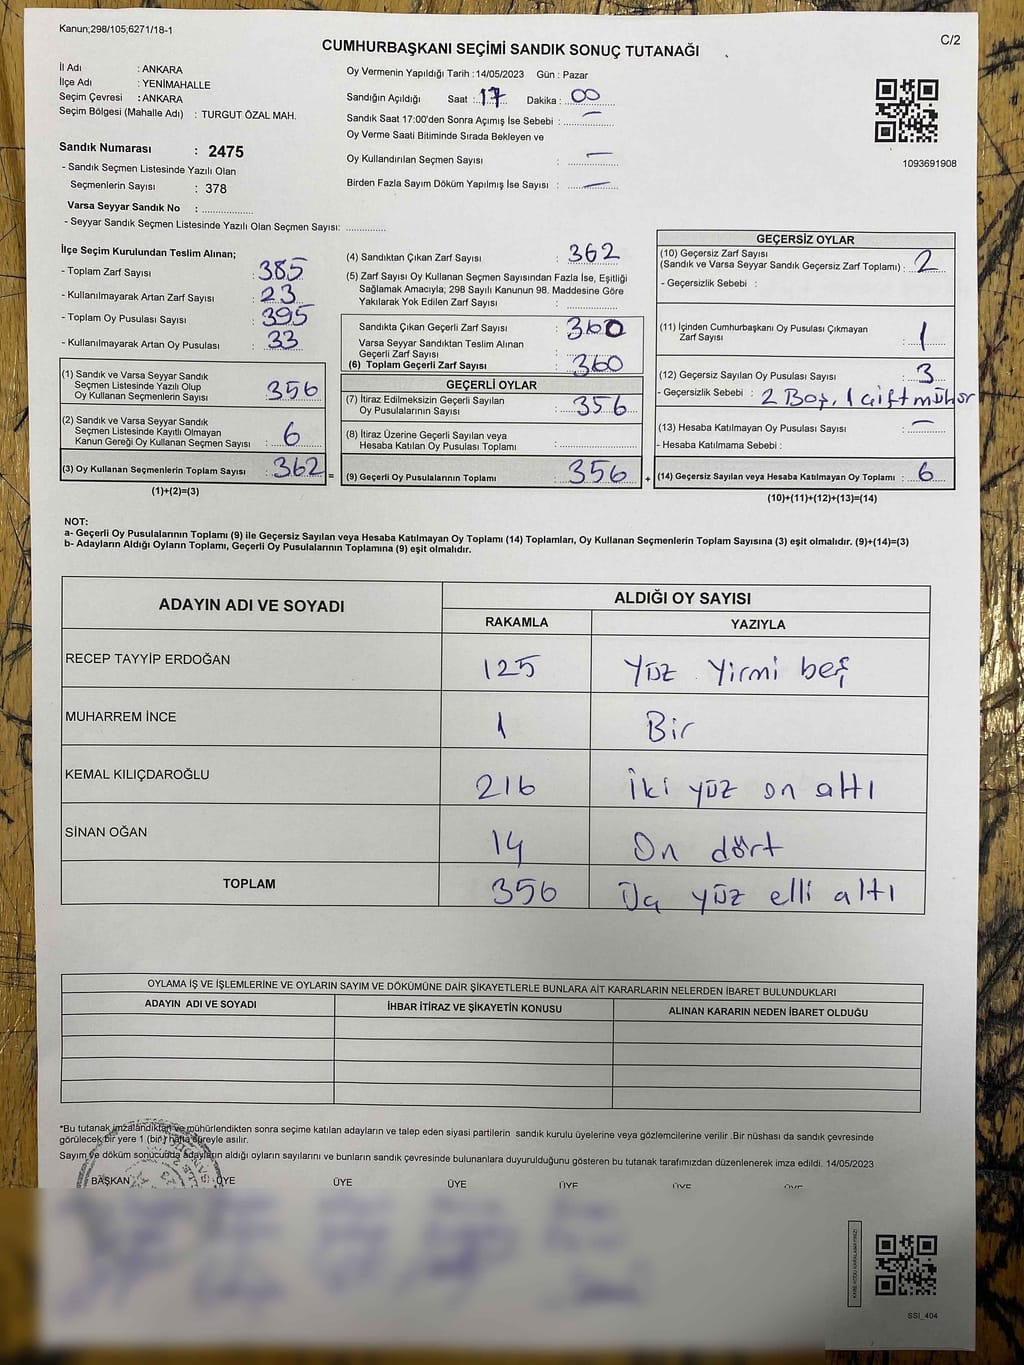 Kanun;298/105;6271/18-1
C/2
CUMHURBAŞKANI SEÇİMİ SANDIK SONUÇ TUTANAĞI
İl Adı : ANKARA
İlçe Adı : YENİMAHALLE
Seçim Çevresi : ANKARA
Seçim Bölgesi (Mahalle Adı) : TURGUT ÖZAL MAH.
Sandık Numarası : 2475
- Sandık Seçmen Listesinde Yazılı Olan
Seçmenlerin Sayısı : 378
Varsa Seyyar Sandık No : ..................
- Seyyar Sandık Seçmen Listesinde Yazılı Olan Seçmen Sayısı: ..............
Oy Vermenin Yapıldığı Tarih : 14/05/2023 Gün : Pazar
Sandığın Açıldığı Saat : 17 Dakika : 00
Sandık Saat 17:00'den Sonra Açımış İse Sebebi : –
Oy Verme Saati Bitiminde Sırada Bekleyen ve
Oy Kullandırılan Seçmen Sayısı : –
Birden Fazla Sayım Döküm Yapılmış İse Sayısı : –
1093691908
İlçe Seçim Kurulundan Teslim Alınan;
- Toplam Zarf Sayısı : 385
- Kullanılmayarak Artan Zarf Sayısı : 23
- Toplam Oy Pusulası Sayısı : 395
- Kullanılmayarak Artan Oy Pusulası : 33
(1) Sandık ve Varsa Seyyar Sandık
Seçmen Listesinde Yazılı Olup
Oy Kullanan Seçmenlerin Sayısı : 356
(2) Sandık ve Varsa Seyyar Sandık
Seçmen Listesinde Kayıtlı Olmayan
Kanun Gereği Oy Kullanan Seçmen Sayısı : 6
(3) Oy Kullanan Seçmenlerin Toplam Sayısı : 362 =
(1)+(2)=(3)
(4) Sandıktan Çıkan Zarf Sayısı : 362
(5) Zarf Sayısı Oy Kullanan Seçmen Sayısından Fazla İse, Eşitliği
Sağlamak Amacıyla; 298 Sayılı Kanunun 98. Maddesine Göre
Yakılarak Yok Edilen Zarf Sayısı : ..............
Sandıkta Çıkan Geçerli Zarf Sayısı : 360
Varsa Seyyar Sandıktan Teslim Alınan
Geçerli Zarf Sayısı : ..............
(6) Toplam Geçerli Zarf Sayısı : 360
GEÇERLİ OYLAR
(7) İtiraz Edilmeksizin Geçerli Sayılan
Oy Pusulalarının Sayısı : 356
(8) İtiraz Üzerine Geçerli Sayılan veya
Hesaba Katılan Oy Pusulası Toplamı : ..............
(9) Geçerli Oy Pusulalarının Toplamı : 356 +
GEÇERSİZ OYLAR
(10) Geçersiz Zarf Sayısı
(Sandık ve Varsa Seyyar Sandık Geçersiz Zarf Toplamı) : 2
- Geçersizlik Sebebi :
(11) İçinden Cumhurbaşkanı Oy Pusulası Çıkmayan
Zarf Sayısı : 1
(12) Geçersiz Sayılan Oy Pusulası Sayısı : 3
- Geçersizlik Sebebi : 2 Boş, 1 çift mühür
(13) Hesaba Katılmayan Oy Pusulası Sayısı : –
- Hesaba Katılmama Sebebi :
(14) Geçersiz Sayılan veya Hesaba Katılmayan Oy Toplamı : 6
(10)+(11)+(12)+(13)=(14)
NOT:
a- Geçerli Oy Pusulalarının Toplamı (9) ile Geçersiz Sayılan veya Hesaba Katılmayan Oy Toplamı (14) Toplamları, Oy Kullanan Seçmenlerin Toplam Sayısına (3) eşit olmalıdır. (9)+(14)=(3)
b- Adayların Aldığı Oyların Toplamı, Geçerli Oy Pusulalarının Toplamına (9) eşit olmalıdır.
ADAYIN ADI VE SOYADI ALDIĞI OY SAYISI
RAKAMLA YAZIYLA
RECEP TAYYİP ERDOĞAN 125 Yüz Yirmi beş
MUHARREM İNCE 1 Bir
KEMAL KILIÇDAROĞLU 216 iki yüz on altı
SİNAN OĞAN 14 On dört
TOPLAM 356 Üç yüz elli altı
OYLAMA İŞ VE İŞLEMLERİNE VE OYLARIN SAYIM VE DÖKÜMÜNE DAİR ŞİKAYETLERLE BUNLARA AİT KARARLARIN NELERDEN İBARET BULUNDUKLARI
ADAYIN ADI VE SOYADI İHBAR İTİRAZ VE ŞİKAYETİN KONUSU ALINAN KARARIN NEDEN İBARET OLDUĞU
*Bu tutanak imzalandıktan ve mühürlendikten sonra seçime katılan adayların ve talep eden siyasi partilerin sandık kurulu üyelerine veya gözlemcilerine verilir .Bir nüshası da sandık çevresinde
görülecek bir yere 1 (bir) hafta süreyle asılır.
Sayım ve döküm sonucunda adayların aldığı oyların sayılarını ve bunların sandık çevresinde bulunanlara duyurulduğunu gösteren bu tutanak tarafımızdan düzenlenerek imza edildi. 14/05/2023
BAŞKAN ÜYE ÜYE ÜYE ÜYE ÜYE ÜYE
SSI_404